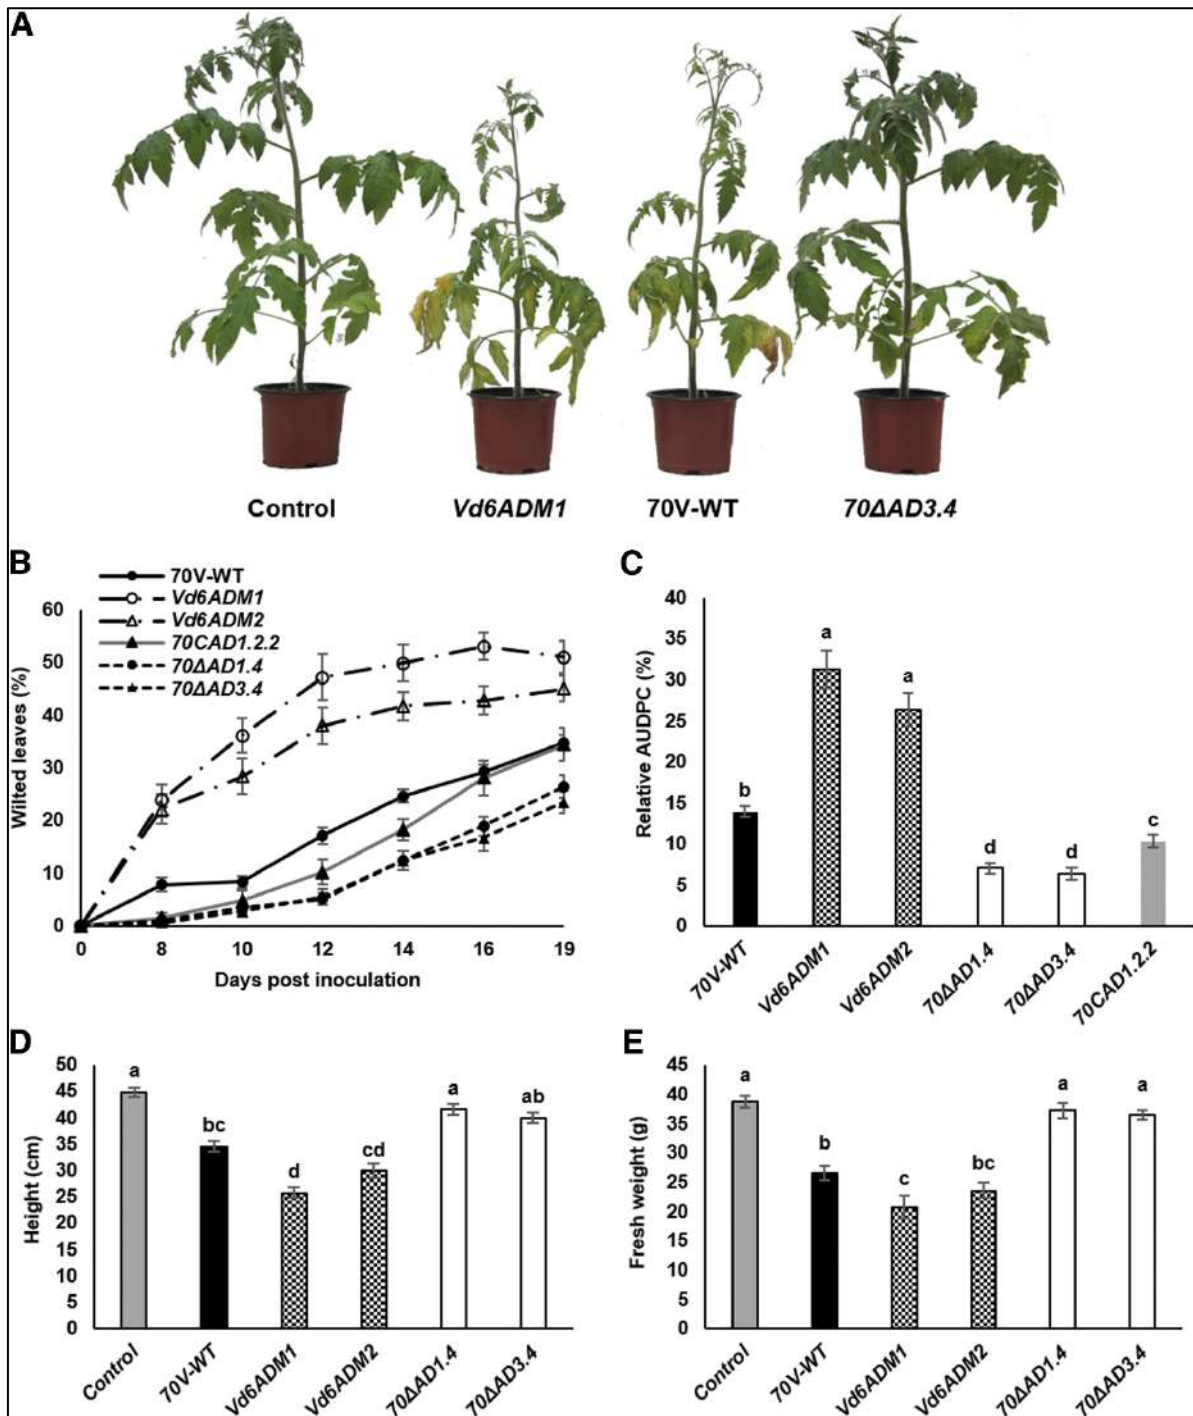 A
Control
Vd6ADM1
70V-WT
70ΔAD3.4
B
70V-WT
Vd6ADM1
Vd6ADM2
70CAD1.2.2
70ΔAD1.4
70ΔAD3.4
Wilted leaves (%)
60
50
40
30
20
10
0
0 8 10 12 14 16 19
Days post inoculation
C
Relative AUDPC (%)
40
35
30
25
20
15
10
5
0
b a a d d c
70V-WT
Vd6ADM1
Vd6ADM2
70ΔAD1.4
70ΔAD3.4
70CAD1.2.2
D
Height (cm)
50
45
40
35
30
25
20
15
10
5
0
a bc d cd a ab
Control
70V-WT
Vd6ADM1
Vd6ADM2
70ΔAD1.4
70ΔAD3.4
E
Fresh weight (g)
45
40
35
30
25
20
15
10
5
0
a b c bc a a
Control
70V-WT
Vd6ADM1
Vd6ADM2
70ΔAD1.4
70ΔAD3.4